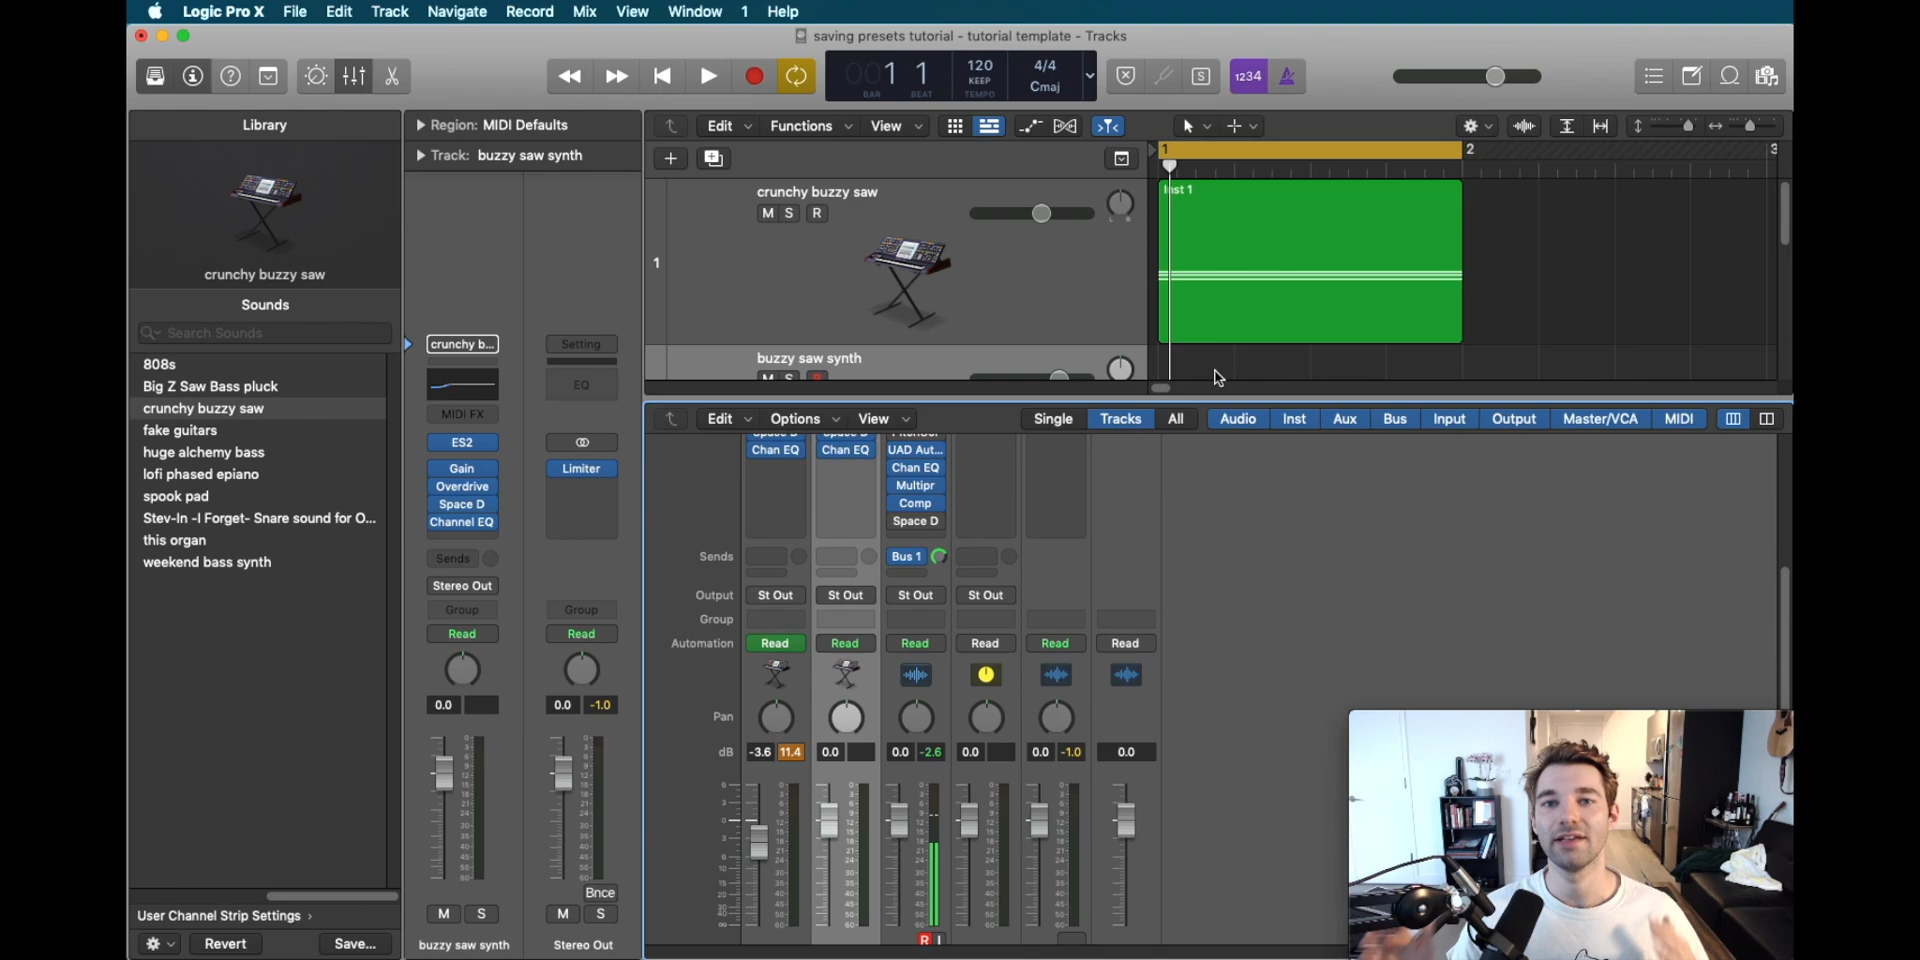 Logic Pro X File Edit Track Navigate Record Mix View Window 1 Help
saving presets tutorial - tutorial template - Tracks
001 1
BAR BEAT
120
KEEP
TEMPO
4/4
Cmaj
S
1234
Library
crunchy buzzy saw
Sounds
Search Sounds
808s
Big Z Saw Bass pluck
crunchy buzzy saw
fake guitars
huge alchemy bass
lofi phased epiano
spook pad
Stev-In -I Forget- Snare sound for O...
this organ
weekend bass synth
User Channel Strip Settings ›
Revert
Save...
Region: MIDI Defaults
Track: buzzy saw synth
crunchy b...
Setting
EQ
MIDI FX
ES2
Gain
Limiter
Overdrive
Space D
Channel EQ
Sends
Stereo Out
Group
Group
Read
Read
0.0
0.0 -1.0
Bnce
M S
M S
buzzy saw synth
Stereo Out
Edit Functions View
1 2 3
1
crunchy buzzy saw
M S R
L R
Inst 1
buzzy saw synth
M S R
Edit Options View
Single Tracks All
Audio Inst Aux Bus Input Output Master/VCA MIDI
Space D Space D
Chan EQ Chan EQ UAD Aut...
Chan EQ
Multipr
Comp
Space D
Sends Bus 1
Output St Out St Out St Out St Out
Group
Automation Read Read Read Read Read Read
Pan
dB -3.6 11.4 0.0 0.0 -2.6 0.0 0.0 -1.0 0.0
R I